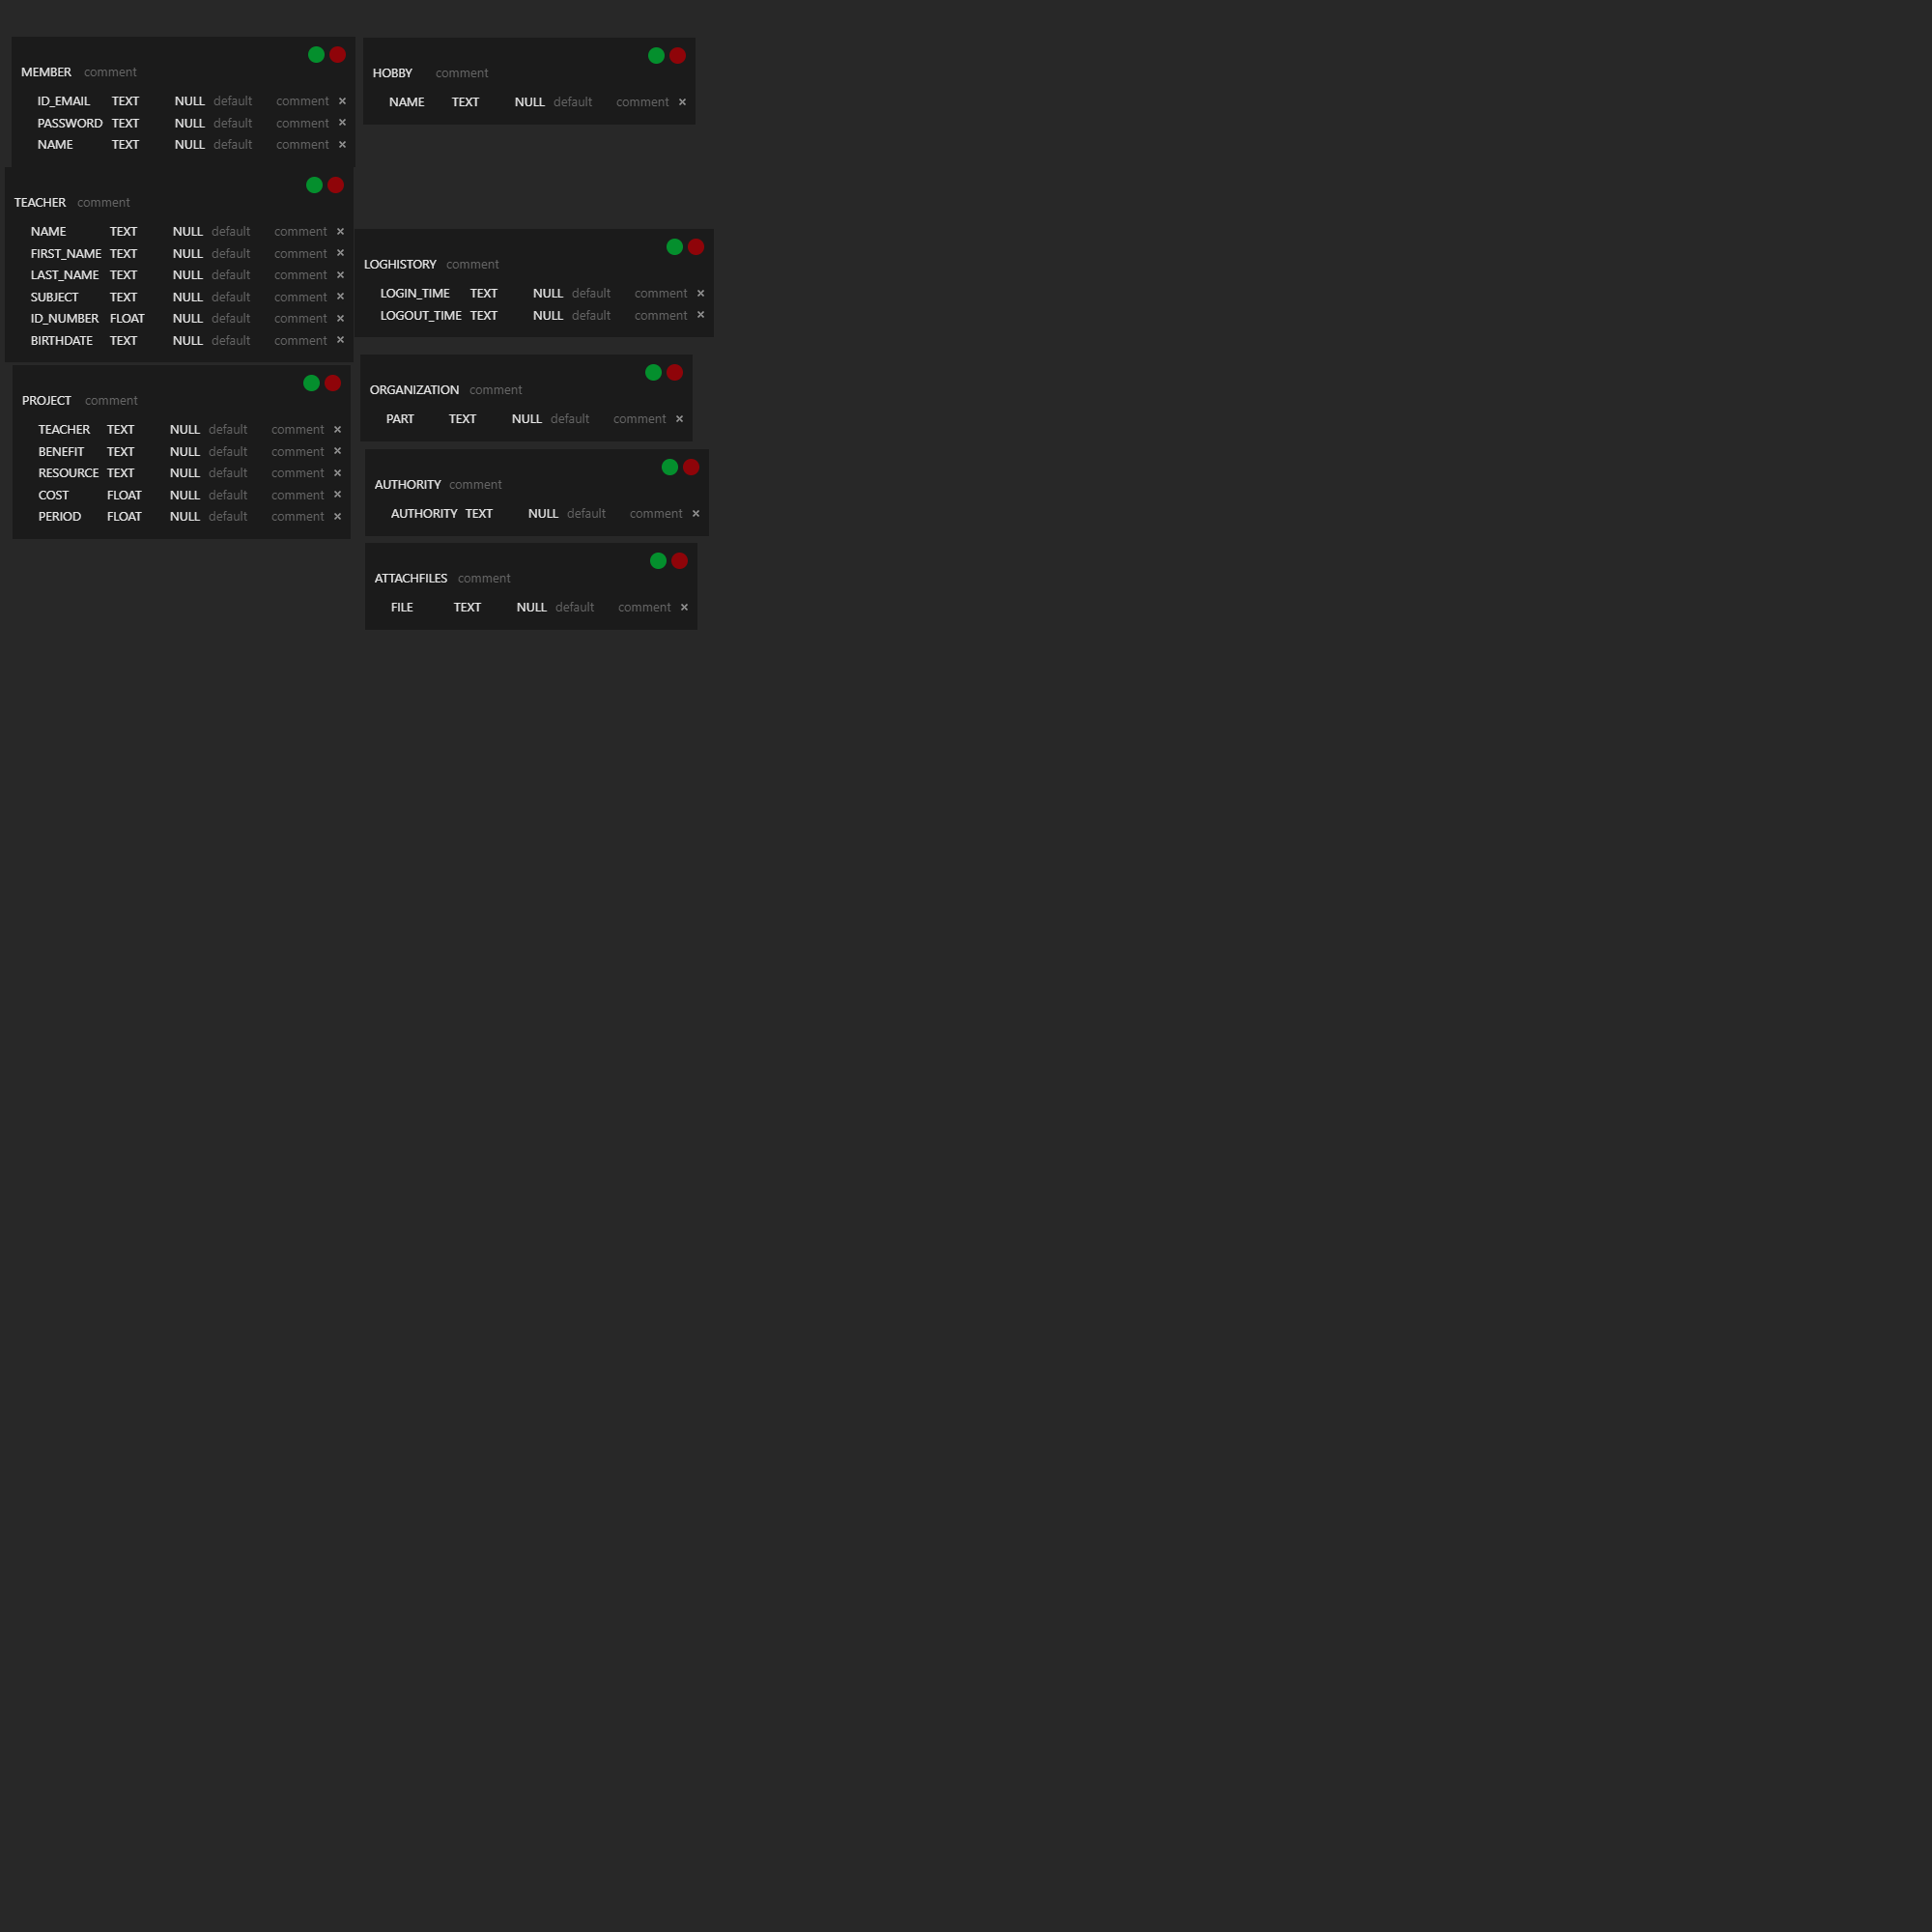 MEMBER comment
ID_EMAIL TEXT NULL default comment ×
PASSWORD TEXT NULL default comment ×
NAME TEXT NULL default comment ×
TEACHER comment
NAME TEXT NULL default comment ×
FIRST_NAME TEXT NULL default comment ×
LAST_NAME TEXT NULL default comment ×
SUBJECT TEXT NULL default comment ×
ID_NUMBER FLOAT NULL default comment ×
BIRTHDATE TEXT NULL default comment ×
PROJECT comment
TEACHER TEXT NULL default comment ×
BENEFIT TEXT NULL default comment ×
RESOURCE TEXT NULL default comment ×
COST FLOAT NULL default comment ×
PERIOD FLOAT NULL default comment ×
HOBBY comment
NAME TEXT NULL default comment ×
LOGHISTORY comment
LOGIN_TIME TEXT NULL default comment ×
LOGOUT_TIME TEXT NULL default comment ×
ORGANIZATION comment
PART TEXT NULL default comment ×
AUTHORITY comment
AUTHORITY TEXT NULL default comment ×
ATTACHFILES comment
FILE TEXT NULL default comment ×